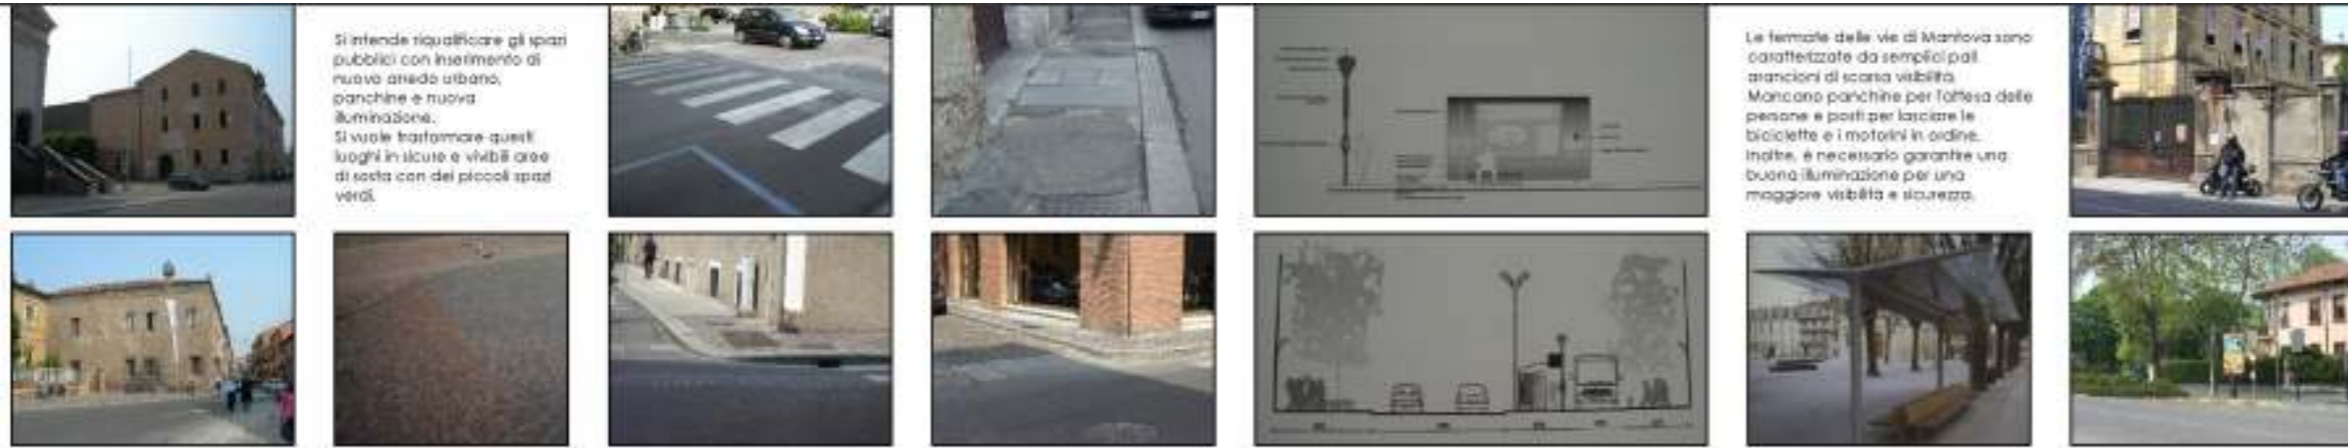 Si intende riqualificare gli spazi
pubblici con inserimento di
nuovo arredo urbano,
panchine e nuova
illuminazione.
Si vuole trasformare questi
luoghi in sicure e vivibili aree
di sosta con dei piccoli spazi
verdi.
Le fermate delle vie di Mantova sono
caratterizzate da semplici pali
arancioni di scarsa visibilità.
Mancano panchine per l'attesa delle
persone e posti per lasciare le
biciclette e i motorini in ordine.
Inoltre, è necessario garantire una
buona illuminazione per una
maggiore visibilità e sicurezza.